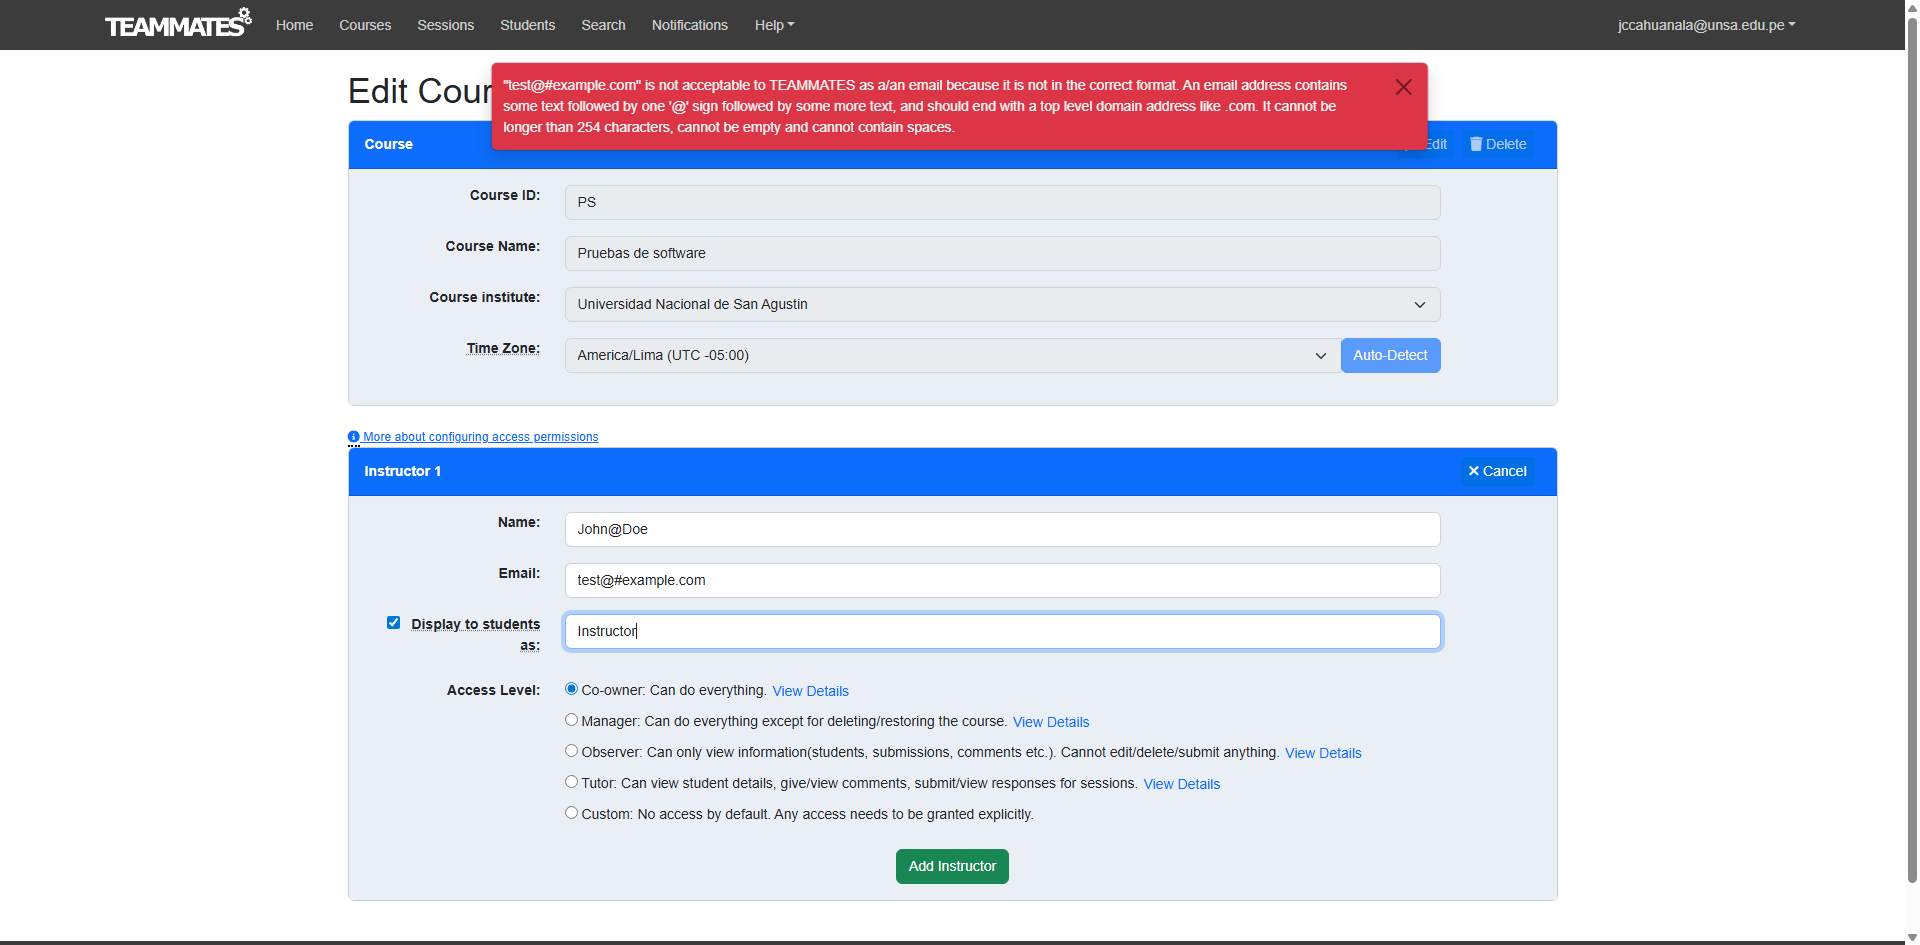 TEAMMATES Home Courses Sessions Students Search Notifications Help jccahuanala@unsa.edu.pe
Edit Cour
"test@#example.com" is not acceptable to TEAMMATES as a/an email because it is not in the correct format. An email address contains
some text followed by one '@' sign followed by some more text, and should end with a top level domain address like .com. It cannot be
longer than 254 characters, cannot be empty and cannot contain spaces.
Course Edit Delete
Course ID: PS
Course Name: Pruebas de software
Course institute: Universidad Nacional de San Agustin
Time Zone: America/Lima (UTC -05:00) Auto-Detect
More about configuring access permissions
Instructor 1 Cancel
Name: John@Doe
Email: test@#example.com
Display to students
as: Instructor
Access Level: Co-owner: Can do everything. View Details
Manager: Can do everything except for deleting/restoring the course. View Details
Observer: Can only view information(students, submissions, comments etc.). Cannot edit/delete/submit anything. View Details
Tutor: Can view student details, give/view comments, submit/view responses for sessions. View Details
Custom: No access by default. Any access needs to be granted explicitly.
Add Instructor